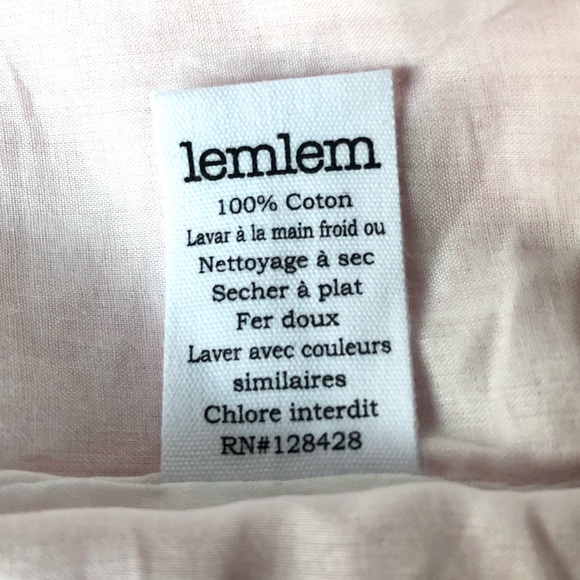 lemlem
100% Coton
Lavar à la main froid ou
Nettoyage à sec
Secher à plat
Fer doux
Laver avec couleurs
similaires
Chlore interdit
RN#128428